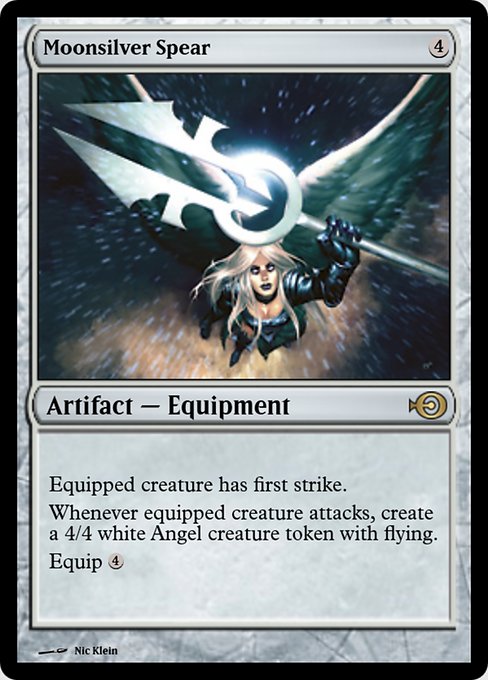 Moonsilver Spear 4
Artifact — Equipment
Equipped creature has first strike.
Whenever equipped creature attacks, create
a 4/4 white Angel creature token with flying.
Equip 4
Nic Klein